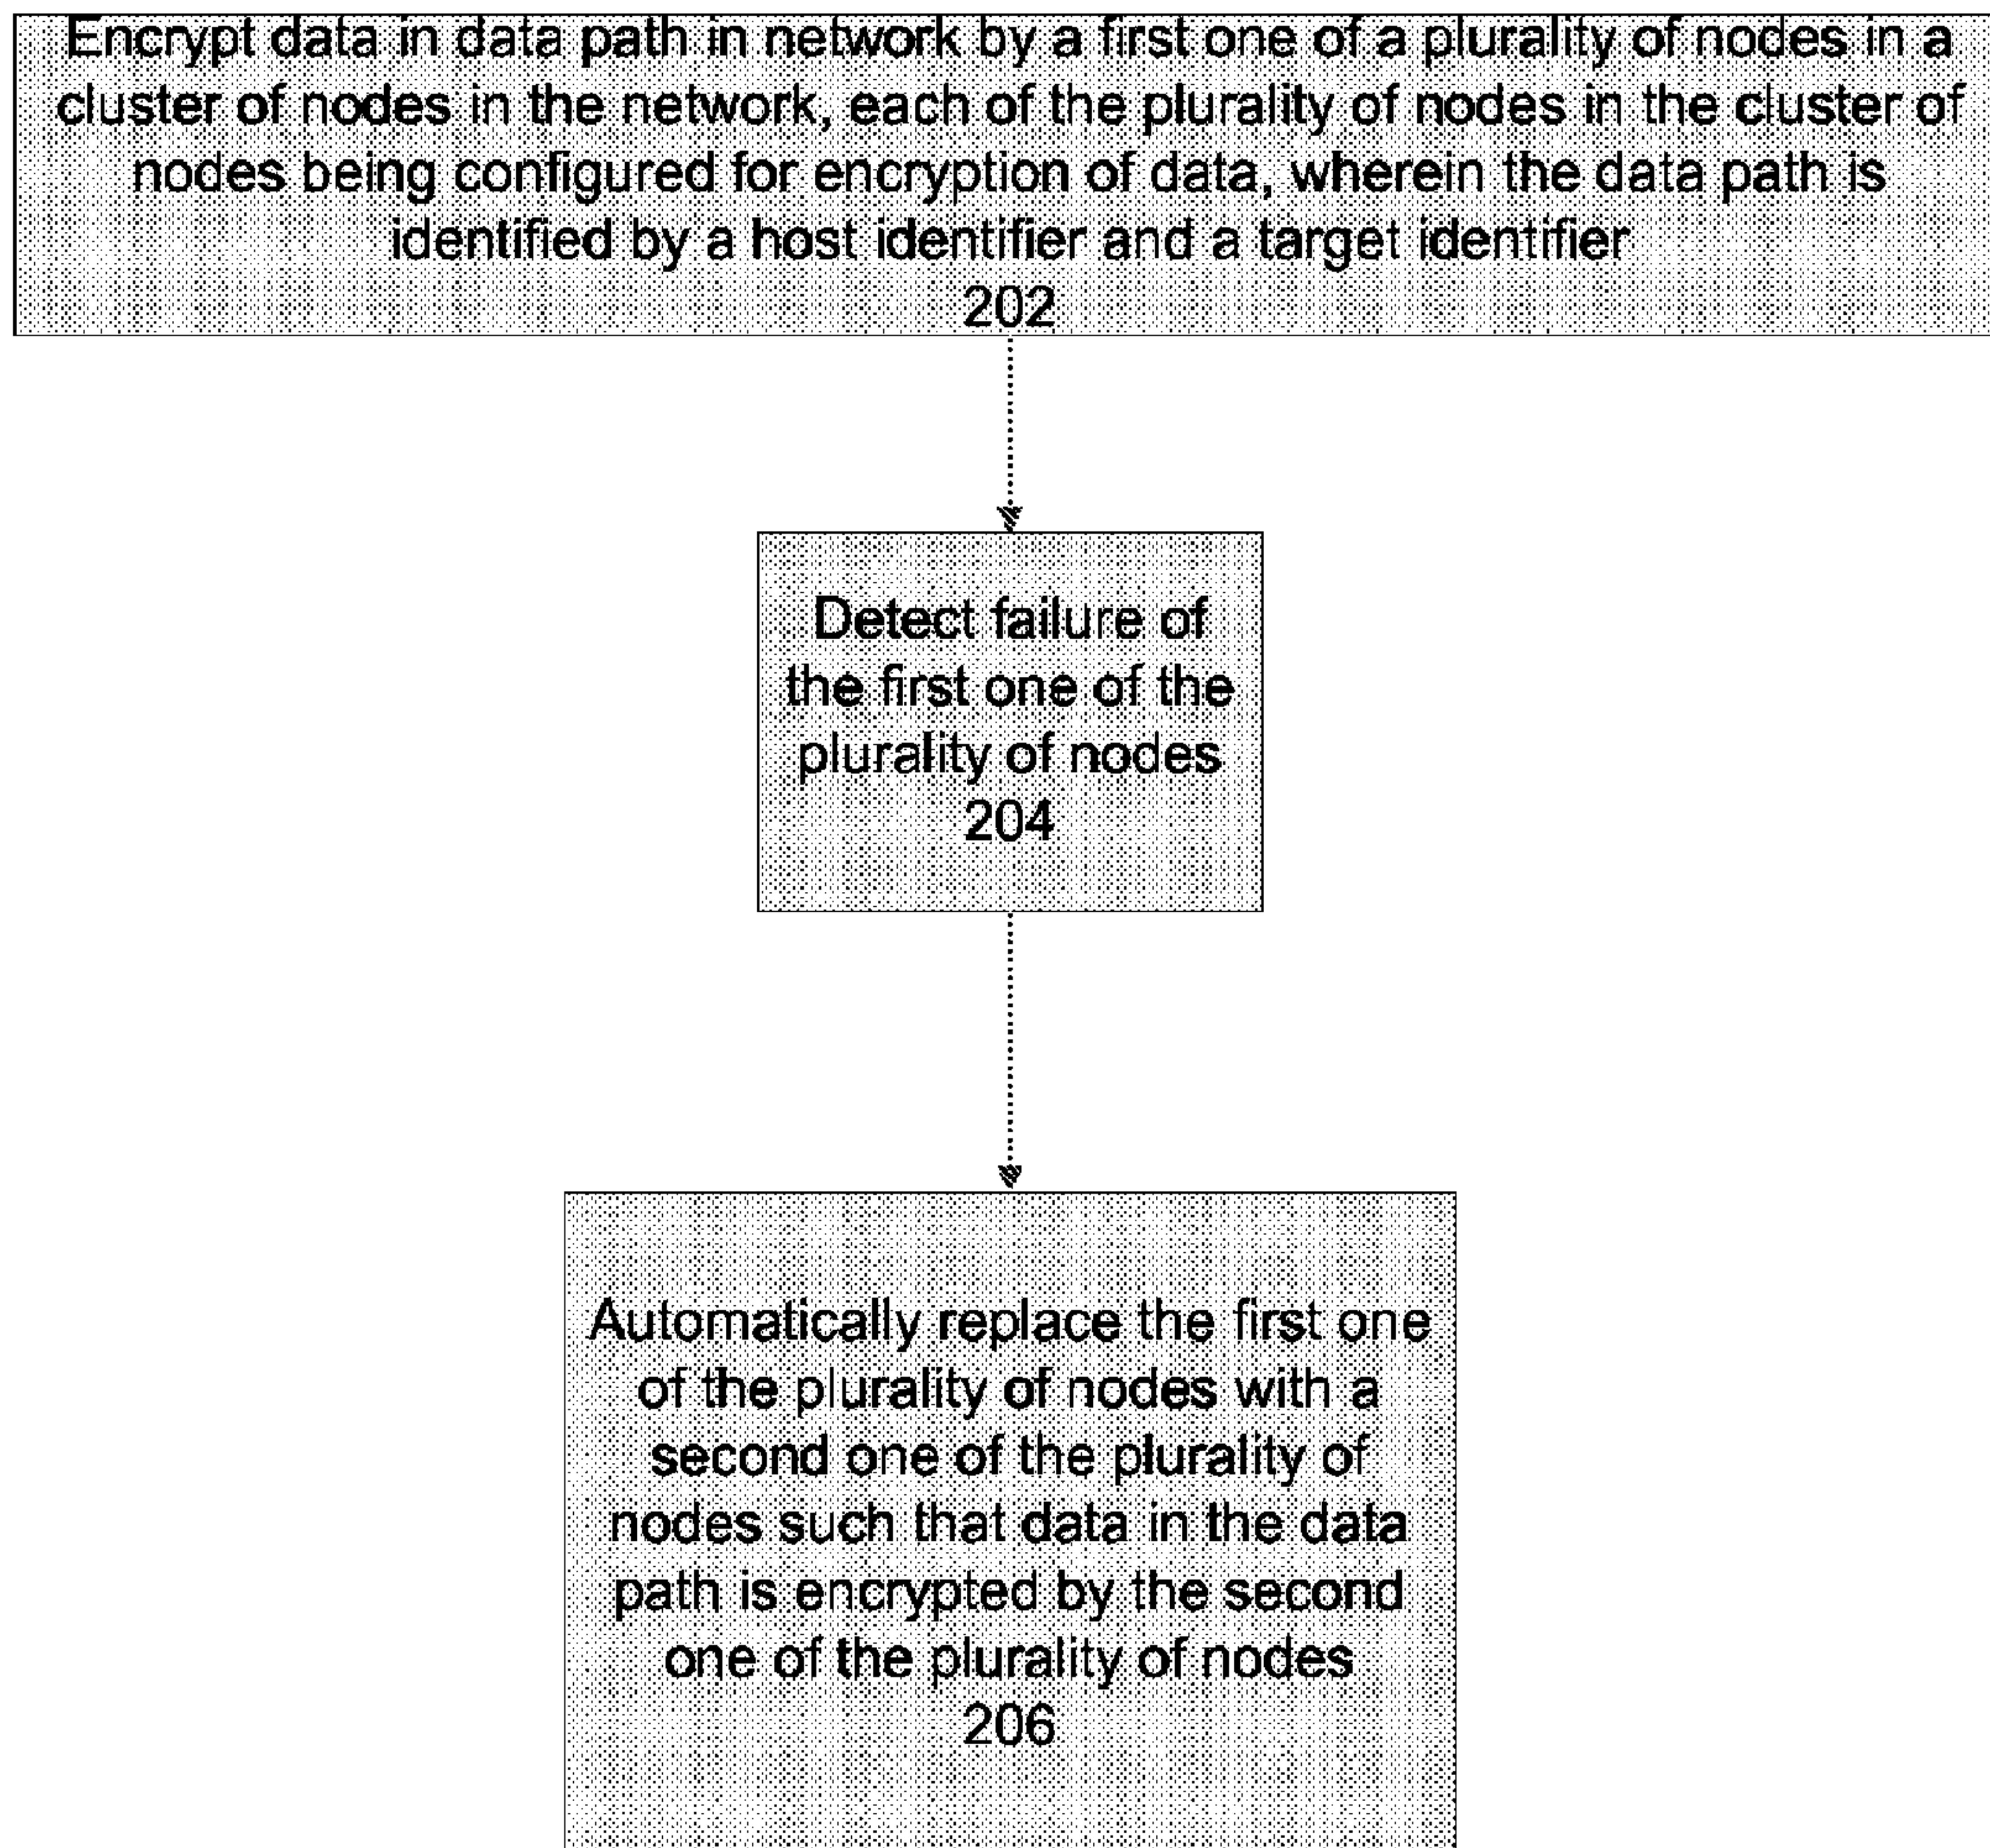 Encrypt data in data path in network by a first one of a plurality of nodes in a
cluster of nodes in the network, each of the plurality of nodes in the cluster of
nodes being configured for encryption of data, wherein the data path is
identified by a host identifier and a target identifier
202
Detect failure of
the first one of the
plurality of nodes
204
Automatically replace the first one
of the plurality of nodes with a
second one of the plurality of
nodes such that data in the data
path is encrypted by the second
one of the plurality of nodes
206